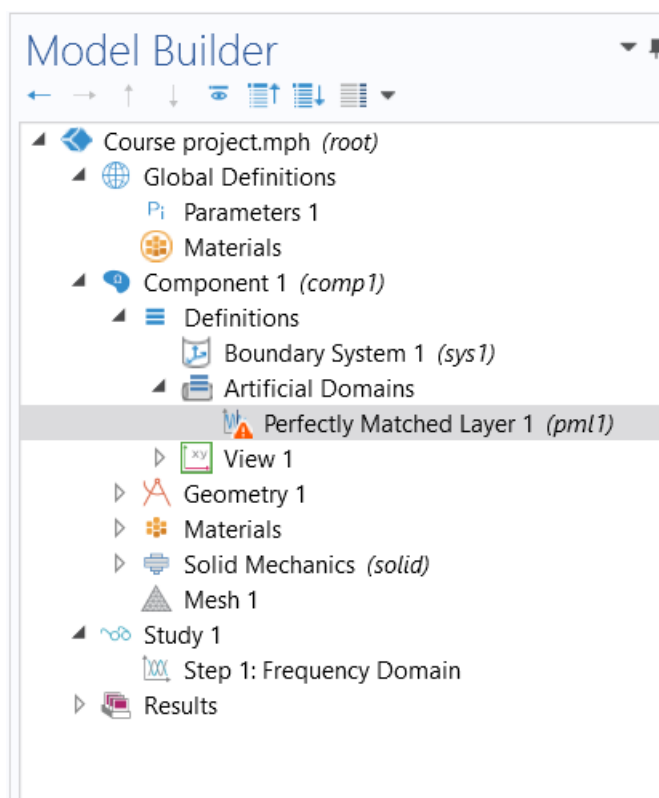 Model Builder
Course project.mph (root)
Global Definitions
Pi Parameters 1
Materials
Component 1 (comp1)
Definitions
Boundary System 1 (sys1)
Artificial Domains
Perfectly Matched Layer 1 (pml1)
xy View 1
Geometry 1
Materials
Solid Mechanics (solid)
Mesh 1
Study 1
Step 1: Frequency Domain
Results